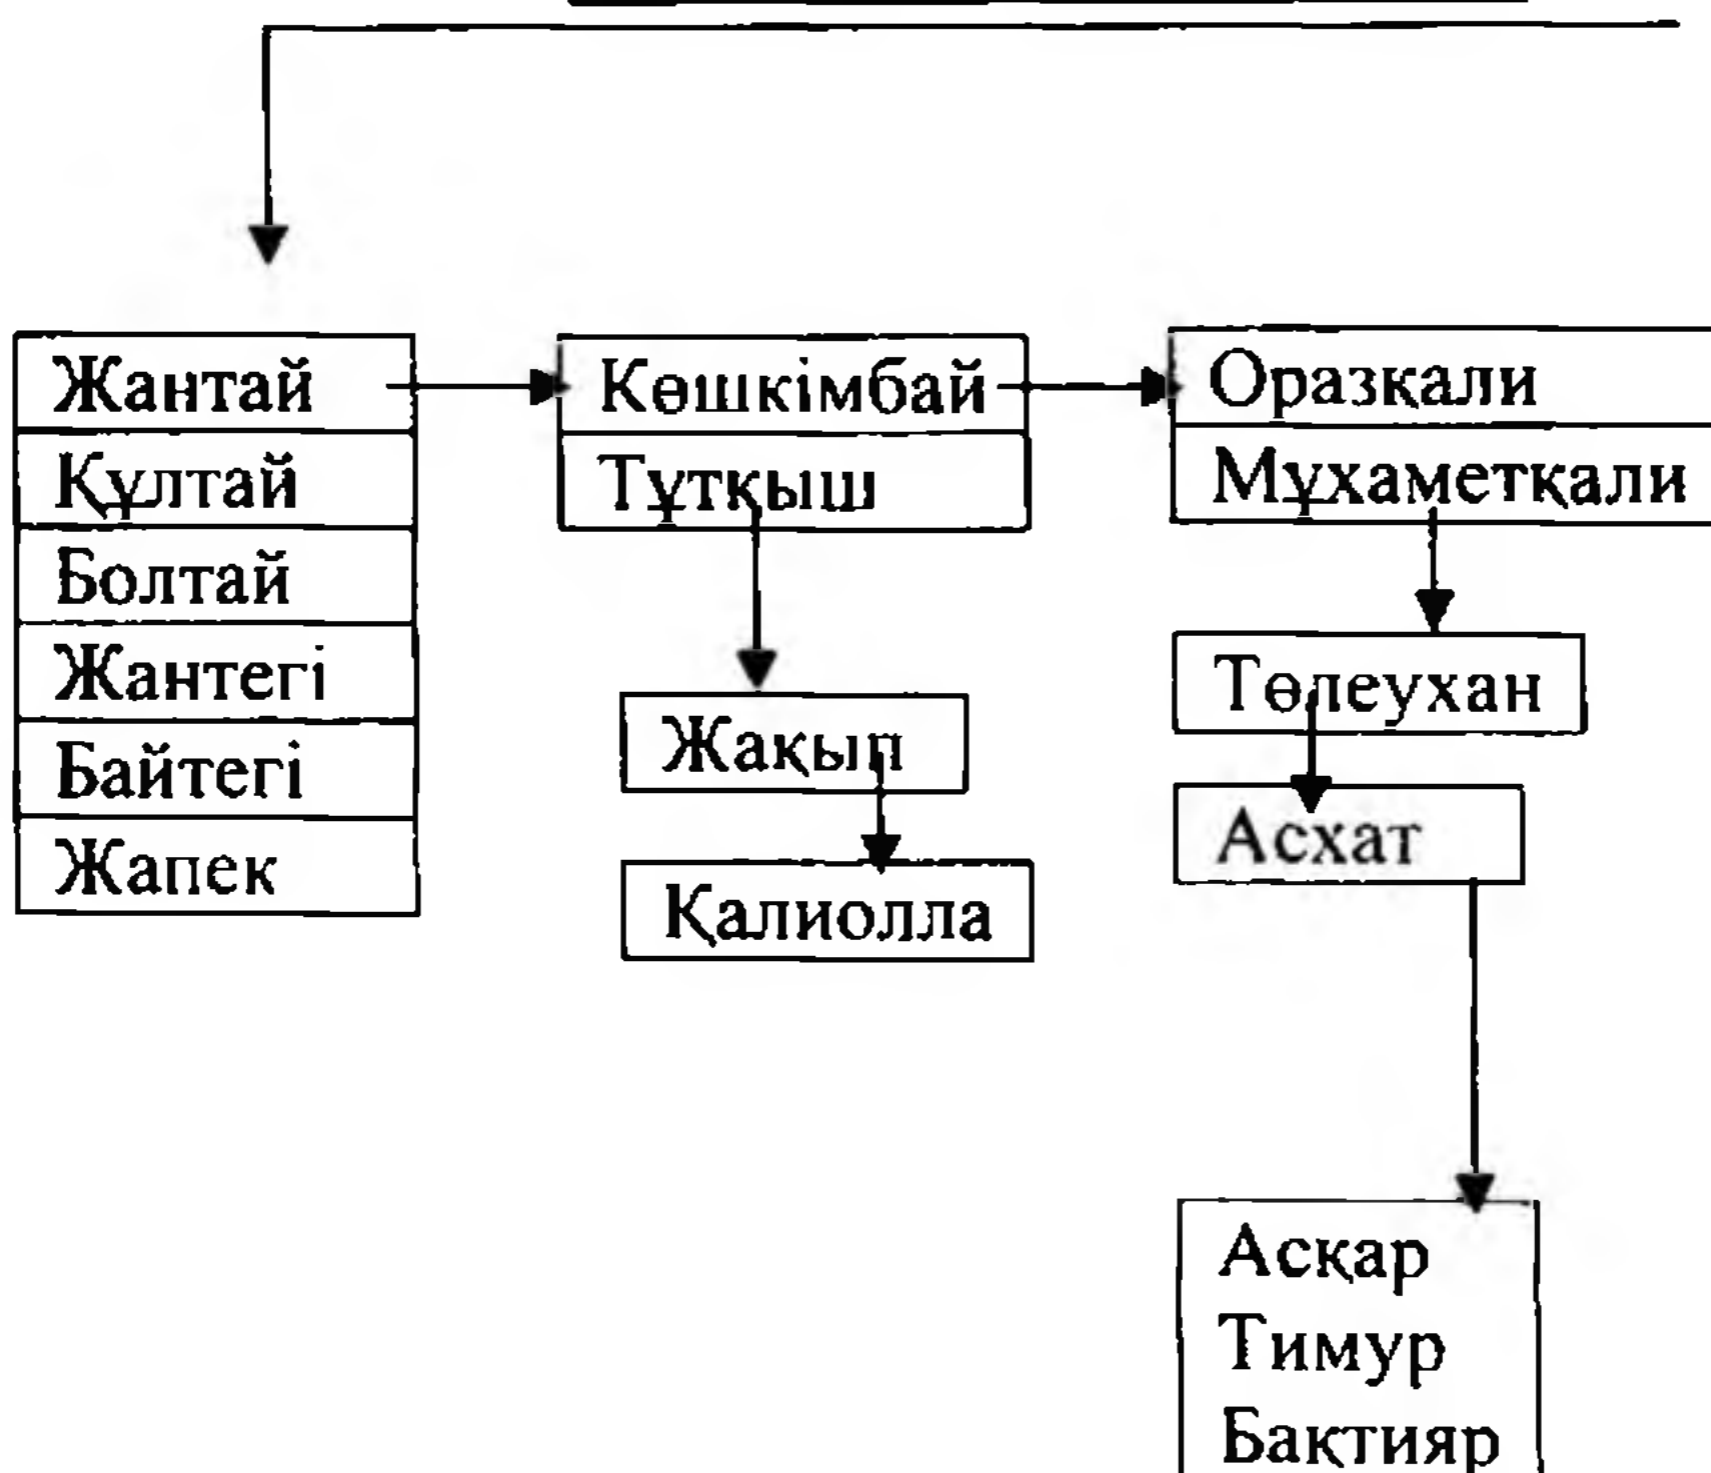 Жантай
Құлтай
Болтай
Жантегі
Байтегі
Жапек
Көшкімбай
Тұтқыш
Жақып
Қалиолла
Оразқали
Мұхаметқали
Төлеухан
Асхат
Асқар
Тимур
Бақтияр